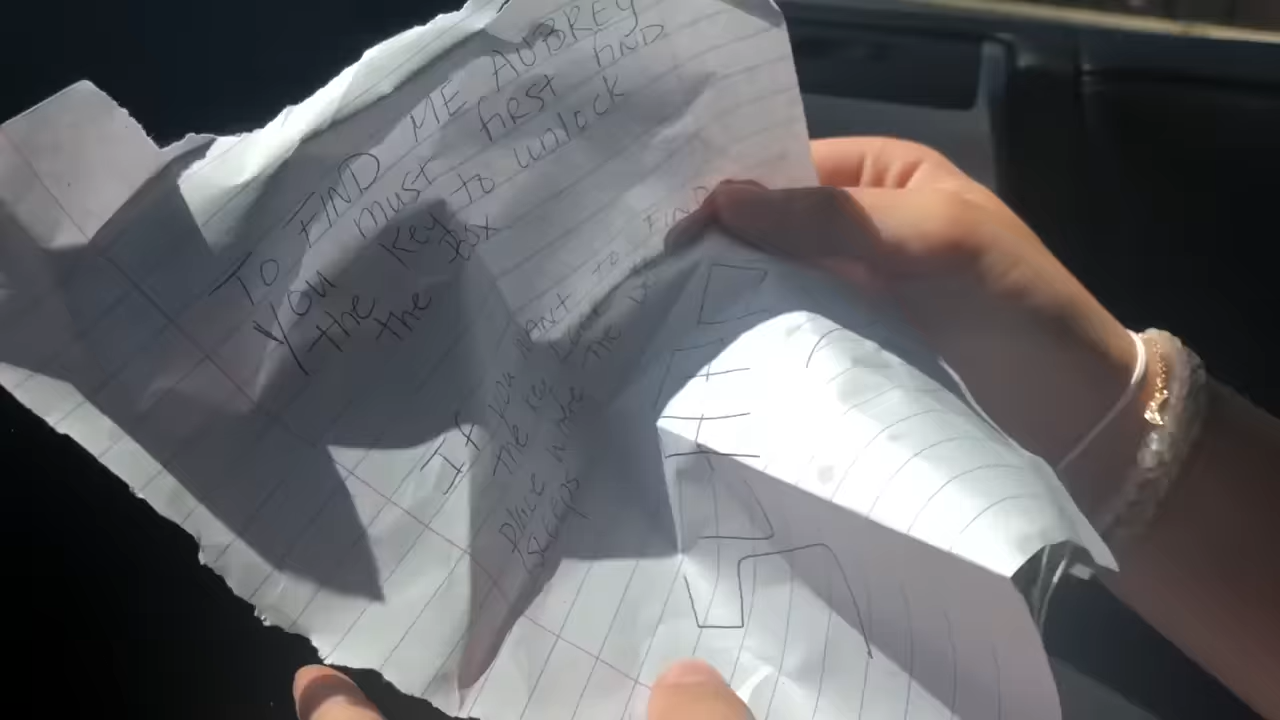 TO FIND ME AUBREY
You must first find
the key to unlock
the box
If you WANT TO FIND
the key
place where the
sleeps